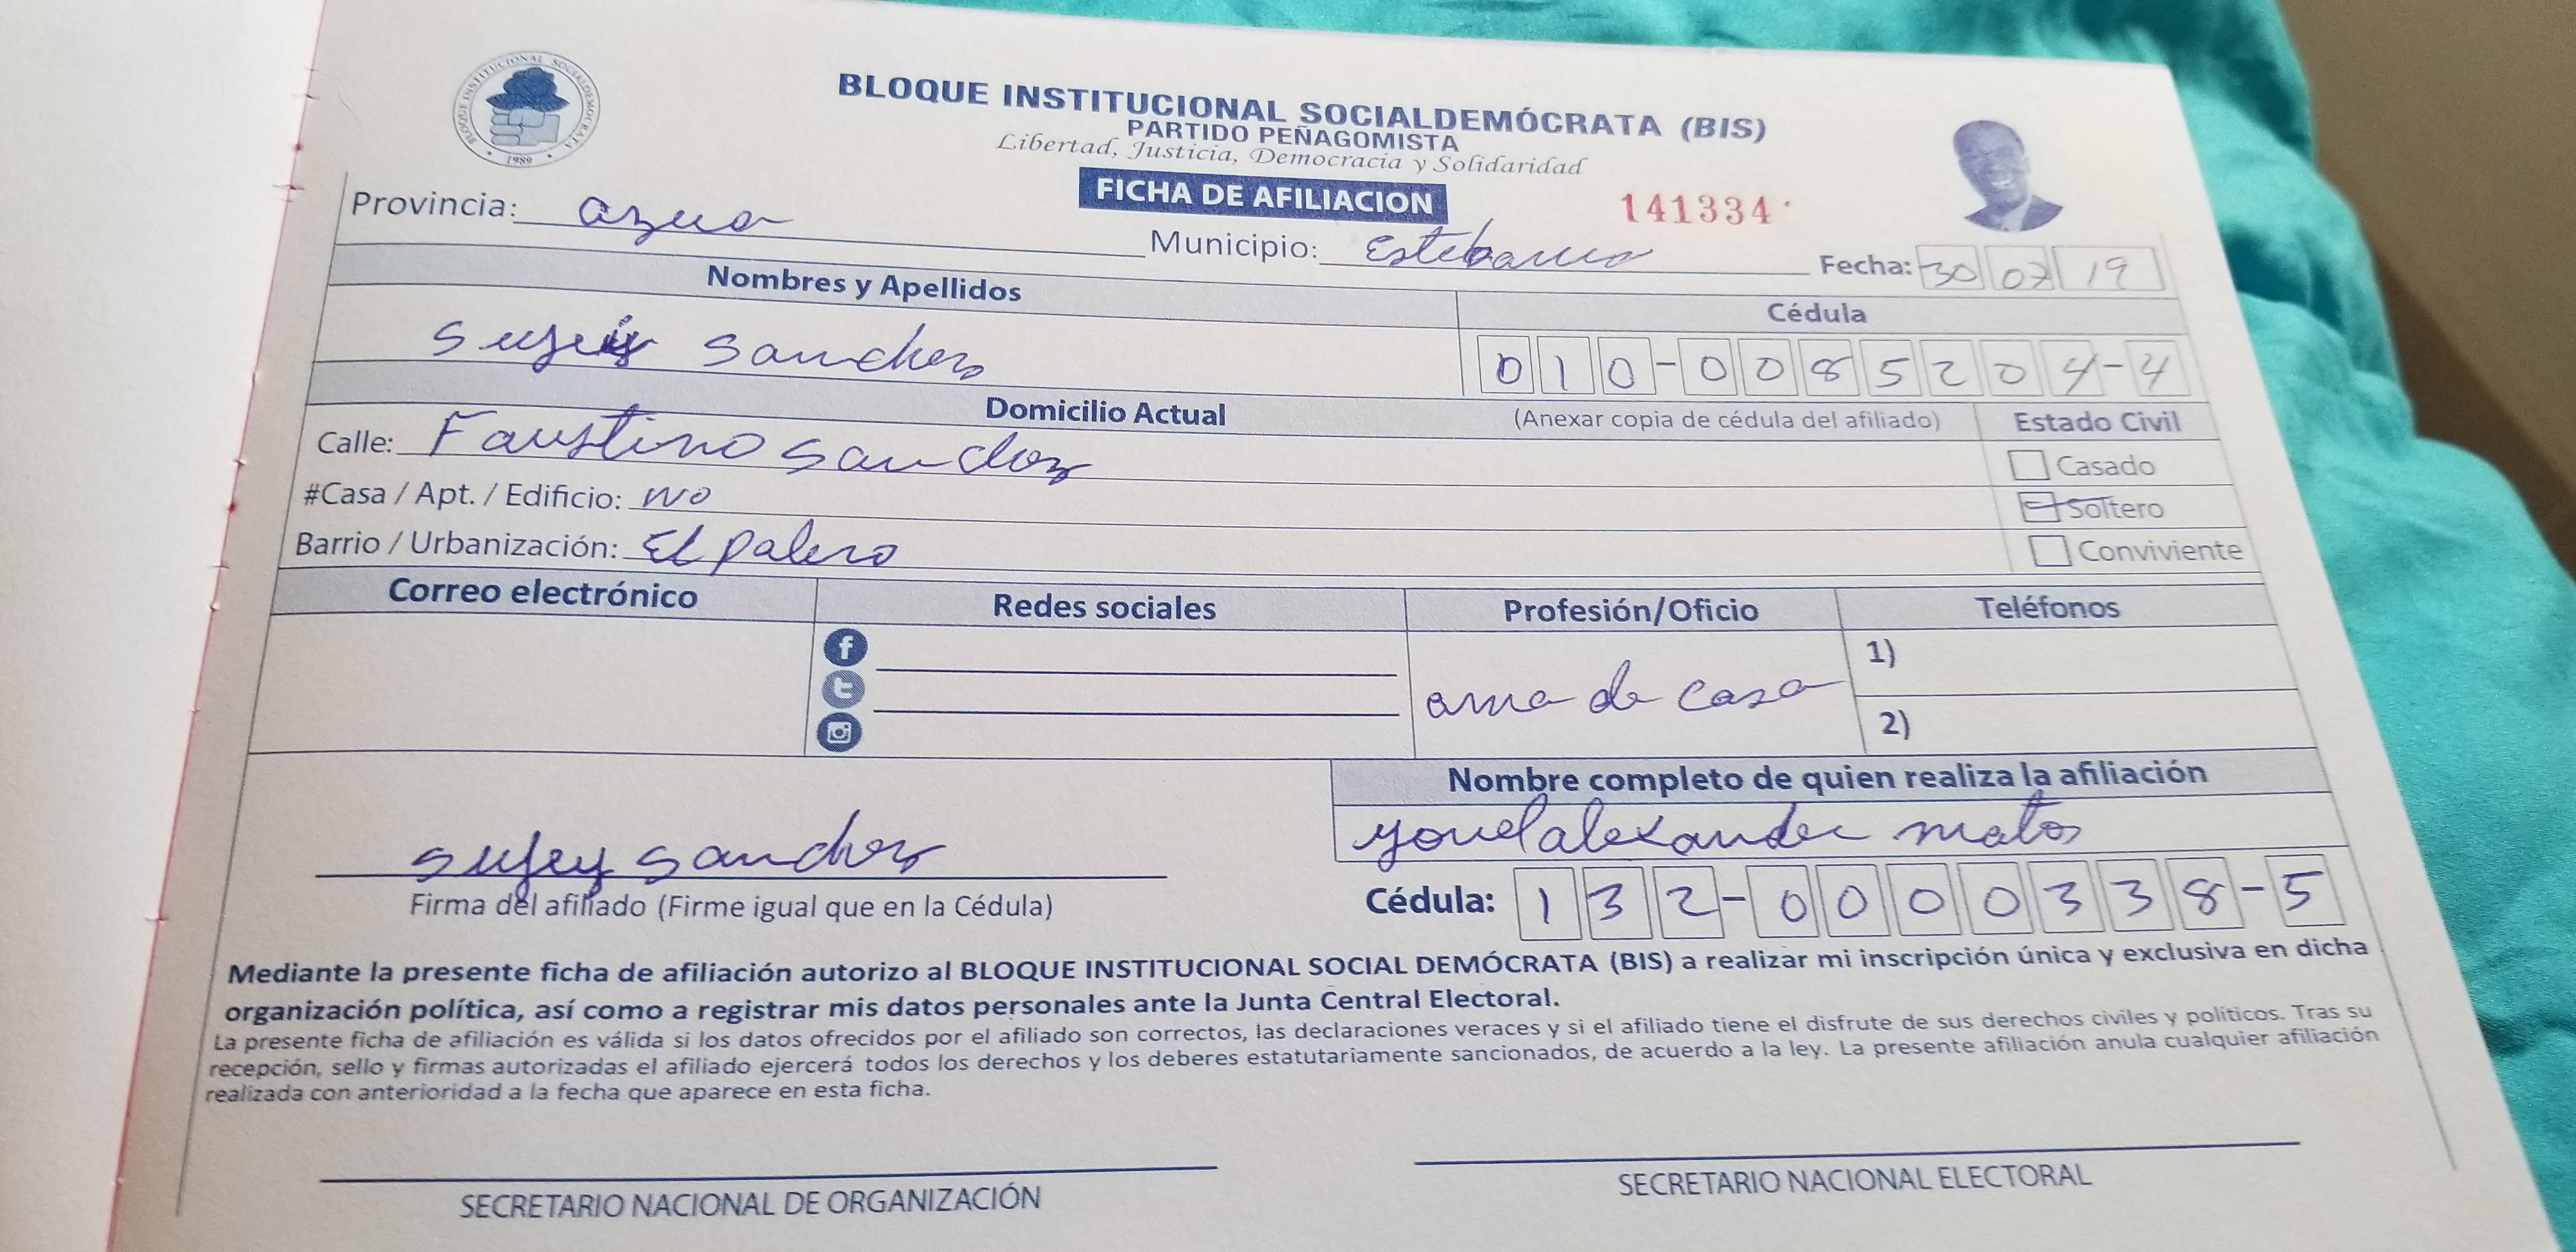 BLOQUE INSTITUCIONAL SOCIALDEMÓCRATA
1989
BLOQUE INSTITUCIONAL SOCIALDEMÓCRATA (BIS)
PARTIDO PEÑAGOMISTA
Libertad, Justicia, Democracia y Solidaridad
FICHA DE AFILIACION
141334
Provincia: azua
Municipio: Estebania
Fecha: 30 07 19
Nombres y Apellidos
Cédula
Sanchez
010-0085204-4
Domicilio Actual
(Anexar copia de cédula del afiliado)
Estado Civil
Calle: Faustino
Casado
#Casa / Apt. / Edificio: NO
Soltero
Barrio / Urbanización: El palero
Conviviente
Correo electrónico
Redes sociales
Profesión/Oficio
Teléfonos
f
t
ama de casa
1)
2)
Nombre completo de quien realiza la afiliación
alexander matos
sanchez
Firma del afiliado (Firme igual que en la Cédula)
Cédula: 132-0000338-5
Mediante la presente ficha de afiliación autorizo al BLOQUE INSTITUCIONAL SOCIAL DEMÓCRATA (BIS) a realizar mi inscripción única y exclusiva en dicha
organización política, así como a registrar mis datos personales ante la Junta Central Electoral.
La presente ficha de afiliación es válida si los datos ofrecidos por el afiliado son correctos, las declaraciones veraces y si el afiliado tiene el disfrute de sus derechos civiles y políticos. Tras su
recepción, sello y firmas autorizadas el afiliado ejercerá todos los derechos y los deberes estatutariamente sancionados, de acuerdo a la ley. La presente afiliación anula cualquier afiliación
realizada con anterioridad a la fecha que aparece en esta ficha.
SECRETARIO NACIONAL DE ORGANIZACIÓN
SECRETARIO NACIONAL ELECTORAL